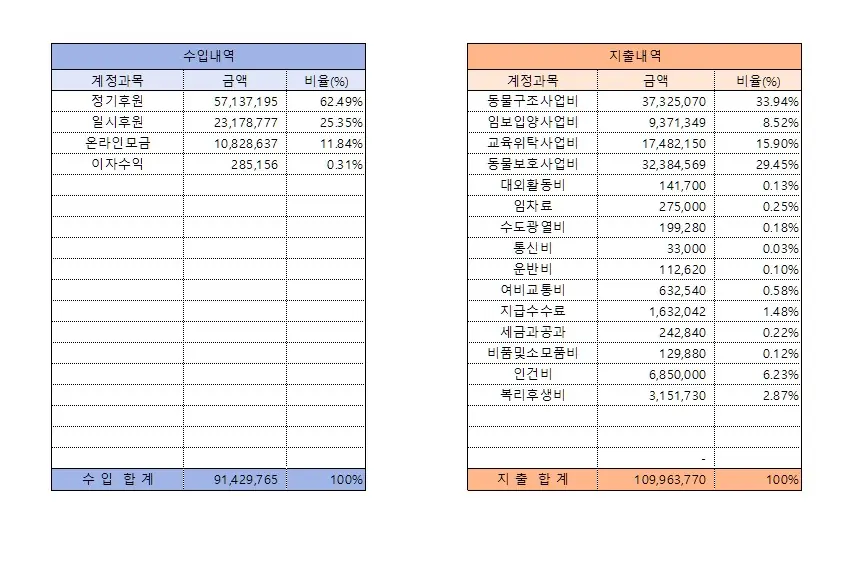 수입내역
계정과목 금액 비율(%)
정기후원 57,137,195 62.49%
일시후원 23,178,777 25.35%
온라인모금 10,828,637 11.84%
이자수익 285,156 0.31%
수 입 합 계 91,429,765 100%
지출내역
계정과목 금액 비율(%)
동물구조사업비 37,325,070 33.94%
임보입양사업비 9,371,349 8.52%
교육위탁사업비 17,482,150 15.90%
동물보호사업비 32,384,569 29.45%
대외활동비 141,700 0.13%
임차료 275,000 0.25%
수도광열비 199,280 0.18%
통신비 33,000 0.03%
운반비 112,620 0.10%
여비교통비 632,540 0.58%
지급수수료 1,632,042 1.48%
세금과공과 242,840 0.22%
비품및소모품비 129,880 0.12%
인건비 6,850,000 6.23%
복리후생비 3,151,730 2.87%
-
지 출 합 계 109,963,770 100%